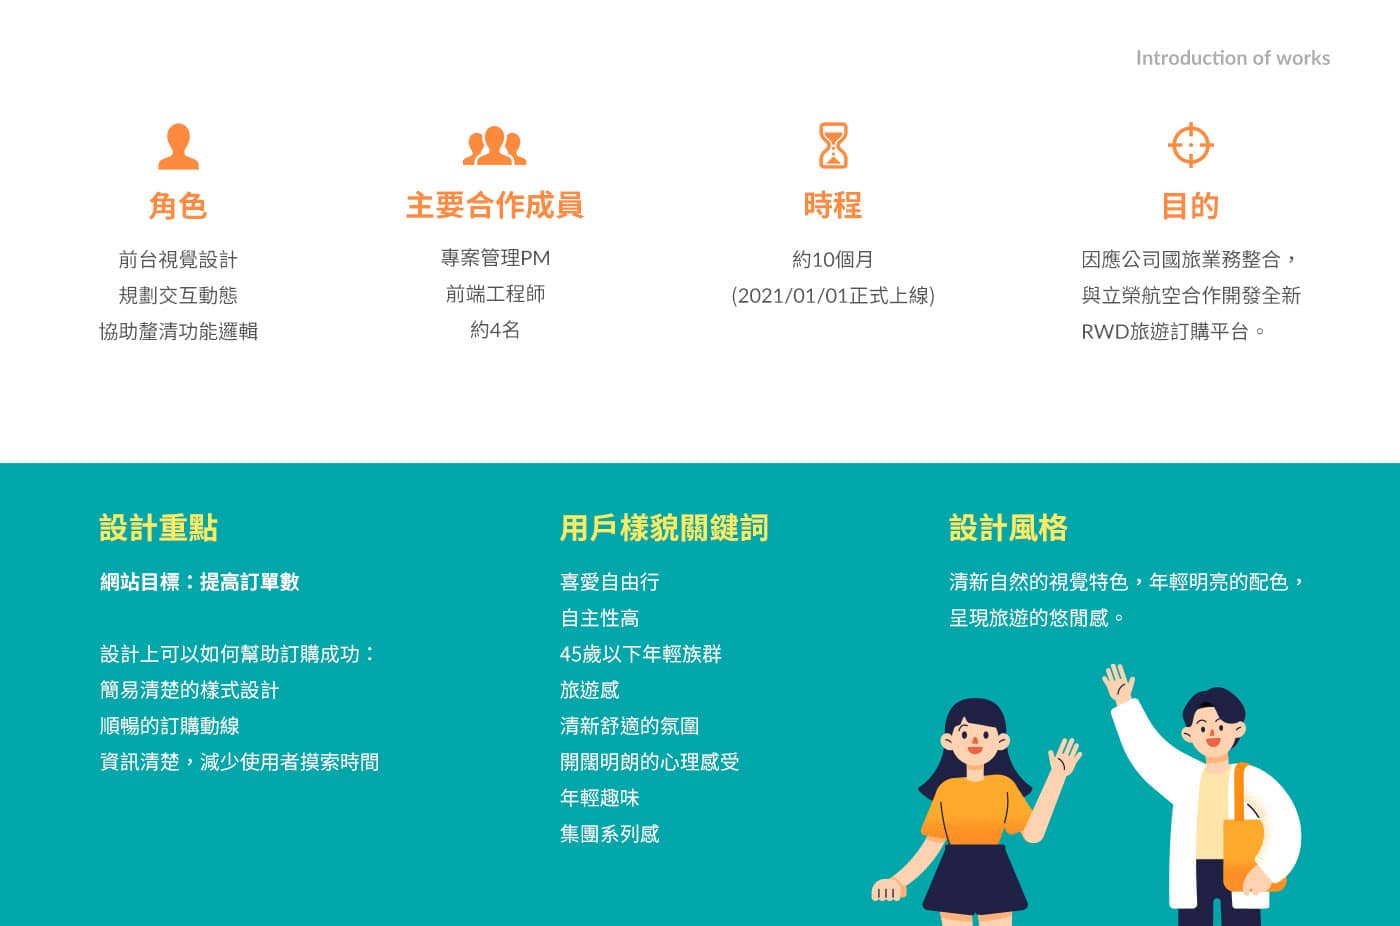 Introduction of works
角色
前台視覺設計
規劃交互動態
協助釐清功能邏輯
主要合作成員
專案管理PM
前端工程師
約4名
時程
約10個月
(2021/01/01正式上線)
目的
因應公司國旅業務整合，
與立榮航空合作開發全新
RWD旅遊訂購平台。
設計重點
網站目標：提高訂單數
設計上可以如何幫助訂購成功：
簡易清楚的樣式設計
順暢的訂購動線
資訊清楚，減少使用者摸索時間
用戶樣貌關鍵詞
喜愛自由行
自主性高
45歲以下年輕族群
旅遊感
清新舒適的氛圍
開闊明朗的心理感受
年輕趣味
集團系列感
設計風格
清新自然的視覺特色，年輕明亮的配色，
呈現旅遊的悠閒感。